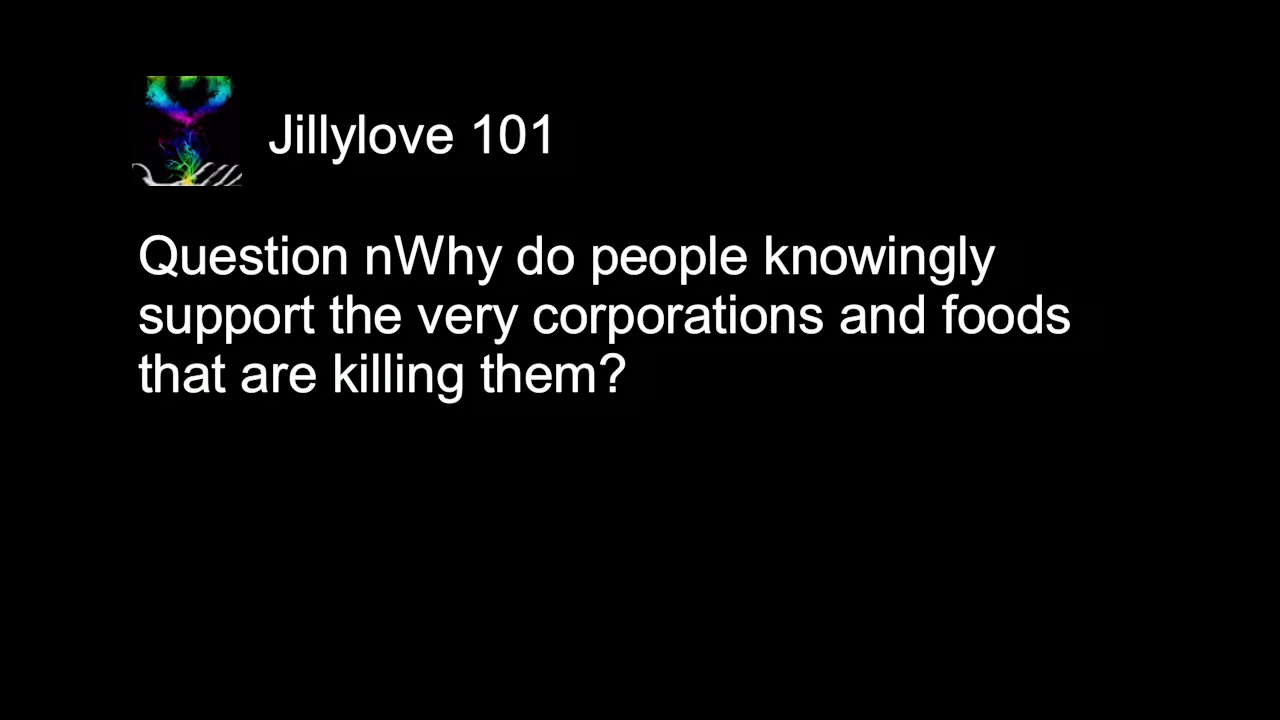 Jillylove 101
Question nWhy do people knowingly
support the very corporations and foods
that are killing them?